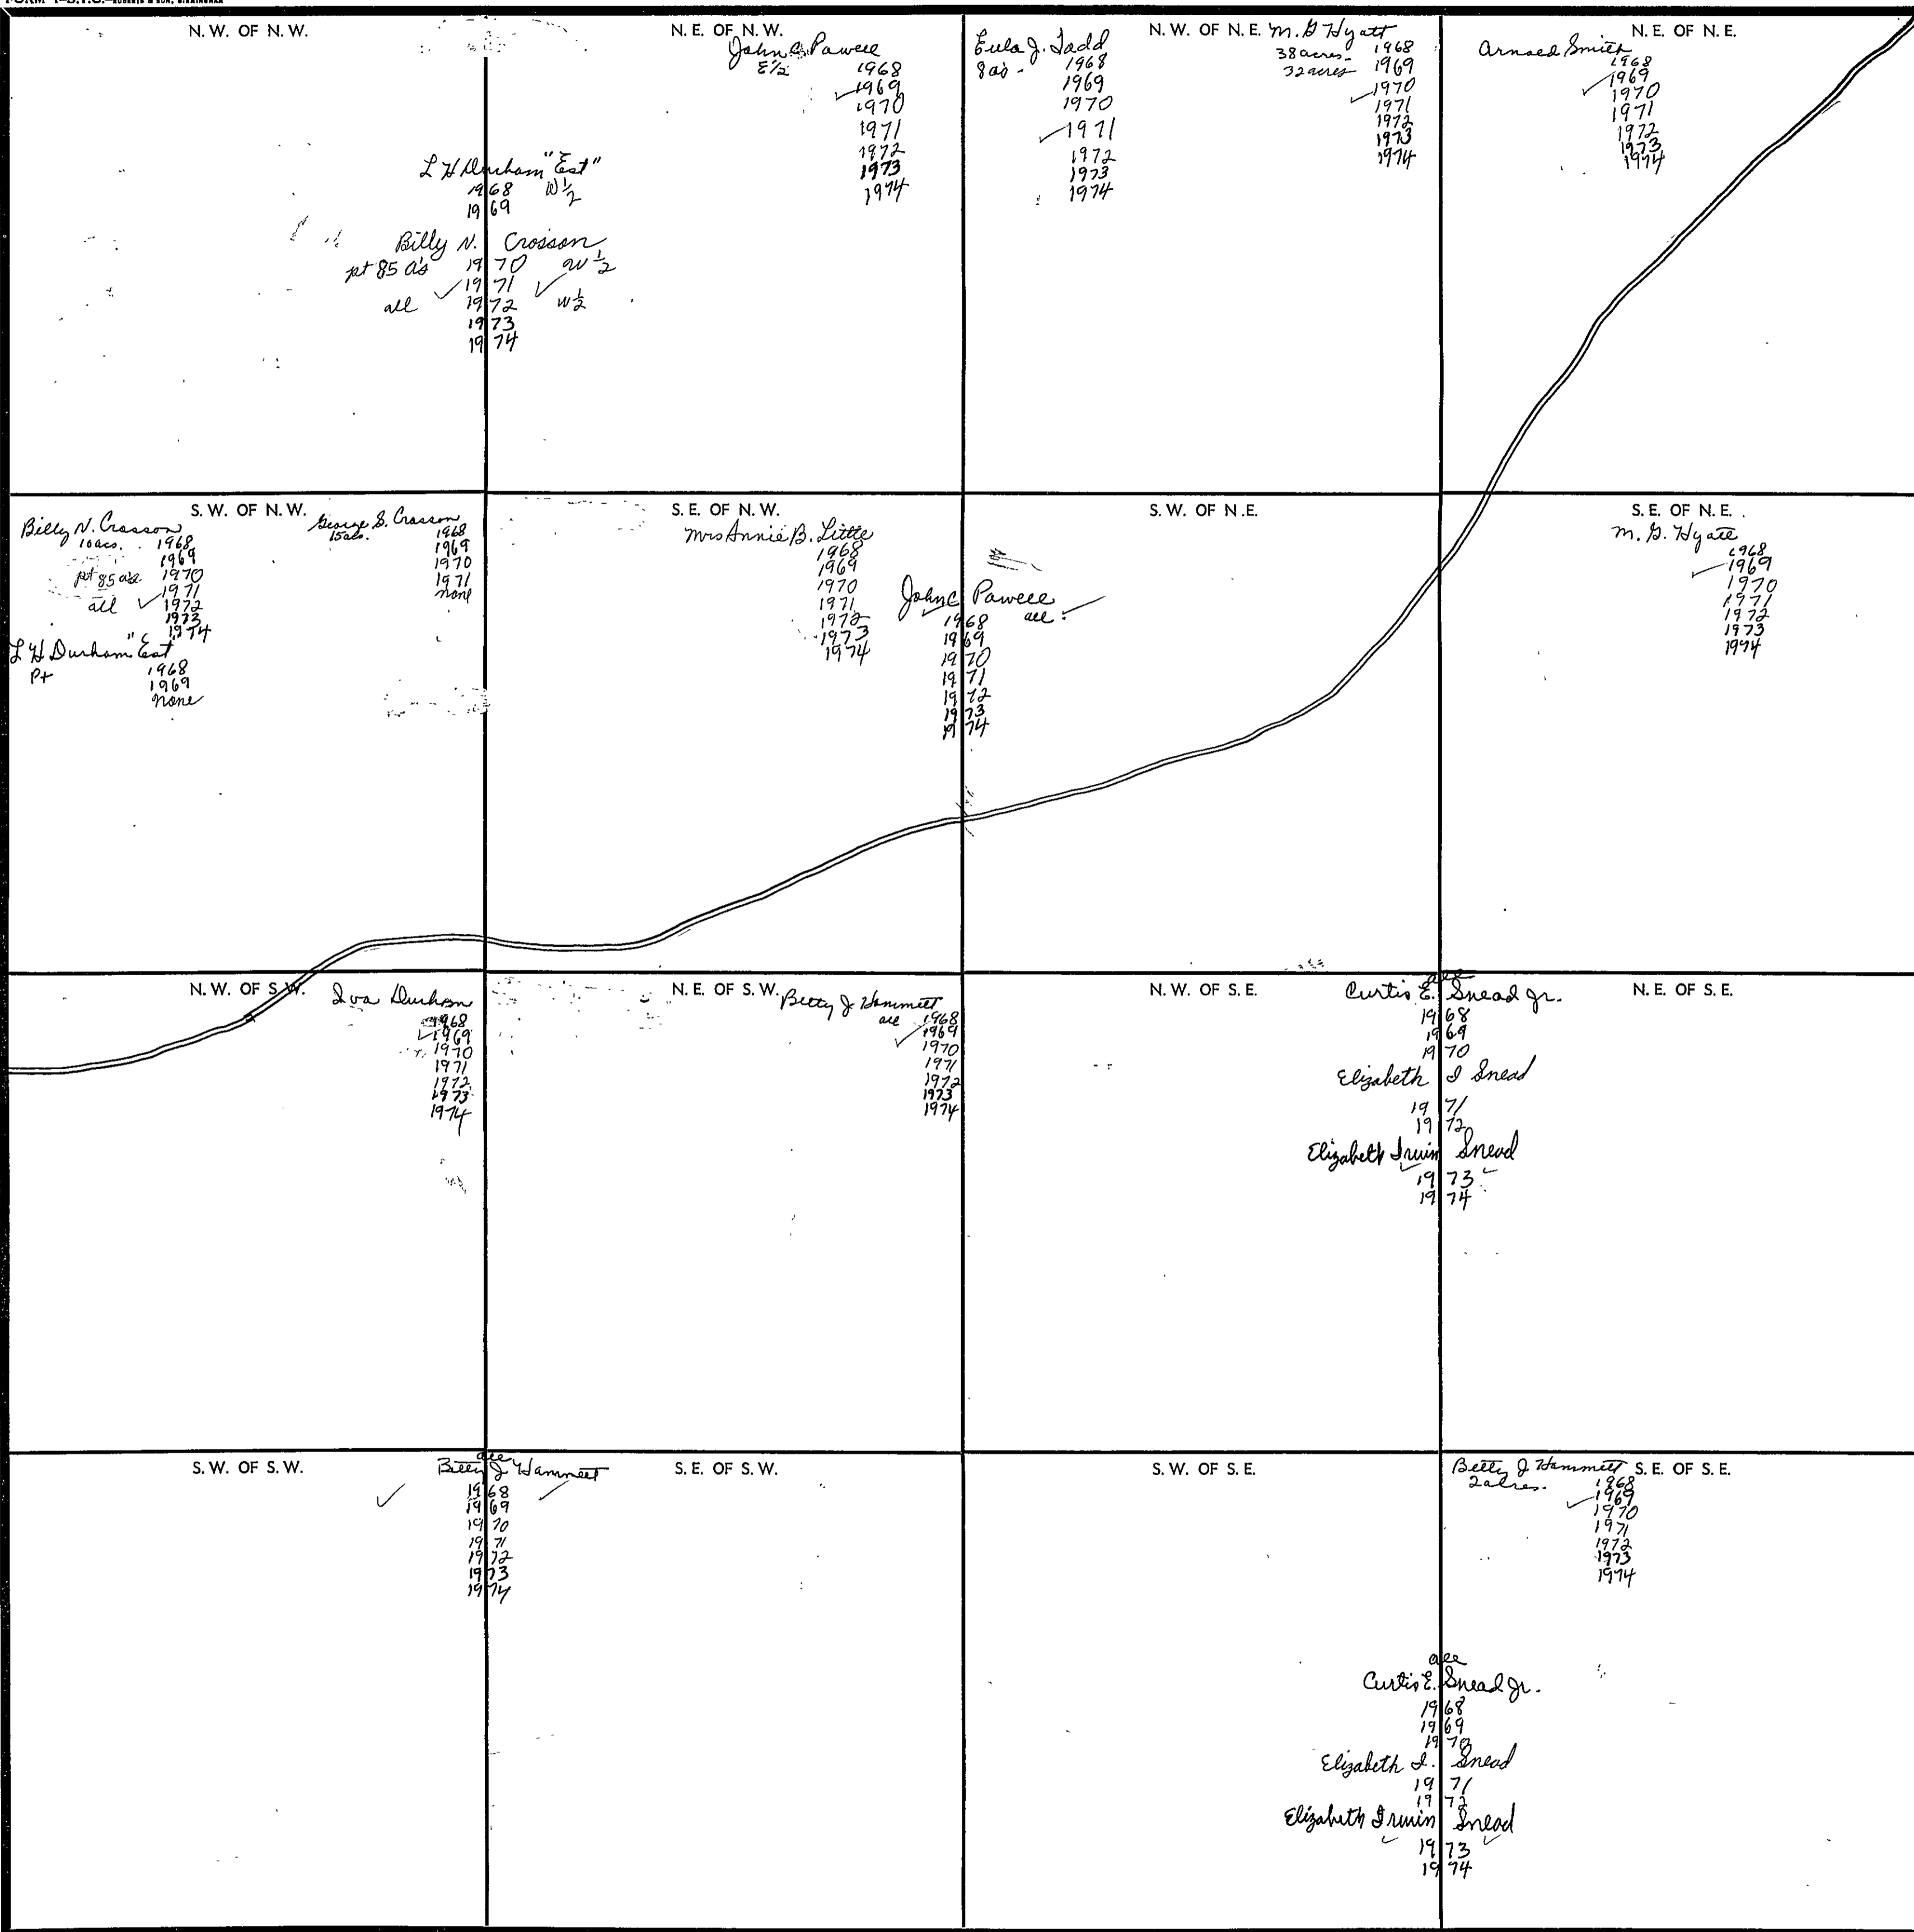 N. W. OF N. W.
L H Durham "Est"
1968 W 1/2
1969
Billy N. Crosson
pt 85 a's 1970 W 1/2
1971
all 1972 W 1/2
1973
1974
N. E. OF N. W.
John C. Powell
E 1/2 1968
1969
1970
1971
1972
1973
1974
N. W. OF N. E.
Eula J. Tadd
8 a's - 1968
1969
1970
1971
1972
1973
1974
M. G Hyatt
38 acres - 1968
32 acres 1969
1970
1971
1972
1973
1974
N. E. OF N. E.
Arnold Smith
1968
1969
1970
1971
1972
1973
1974
S. W. OF N. W.
Billy N. Crosson
10 acs. 1968
1969
pt 85 a's 1970
1971
all 1972
1973
1974
L H Durham "Est
Pt 1968
1969
none
George S. Crosson
15 acs. 1968
1969
1970
1971
none
S. E. OF N. W.
Mrs Annie B. Little
1968
1969
1970
1971
1972
1973
1974
S. W. OF N. E.
John C Powell
1968 all
1969
1970
1971
1972
1973
1974
S. E. OF N. E.
M. G. Hyatt
1968
1969
1970
1971
1972
1973
1974
N. W. OF S. W.
Iva Durham
1968
1969
1970
1971
1972
1973
1974
N. E. OF S. W.
Betty J Hammett
all 1968
1969
1970
1971
1972
1973
1974
N. W. OF S. E.
all
Curtis E. Snead Jr.
1968
1969
1970
Elizabeth I Snead
1971
1972
Elizabeth Irwin Snead
1973
1974
N. E. OF S. E.
S. W. OF S. W.
all
Betty J Hammett
1968
1969
1970
1971
1972
1973
1974
S. E. OF S. W.
S. W. OF S. E.
all
Curtis E. Snead Jr.
1968
1969
1970
Elizabeth I. Snead
1971
1972
Elizabeth Irwin Snead
1973
1974
S. E. OF S. E.
Betty J Hammett
2 acres. 1968
1969
1970
1971
1972
1973
1974